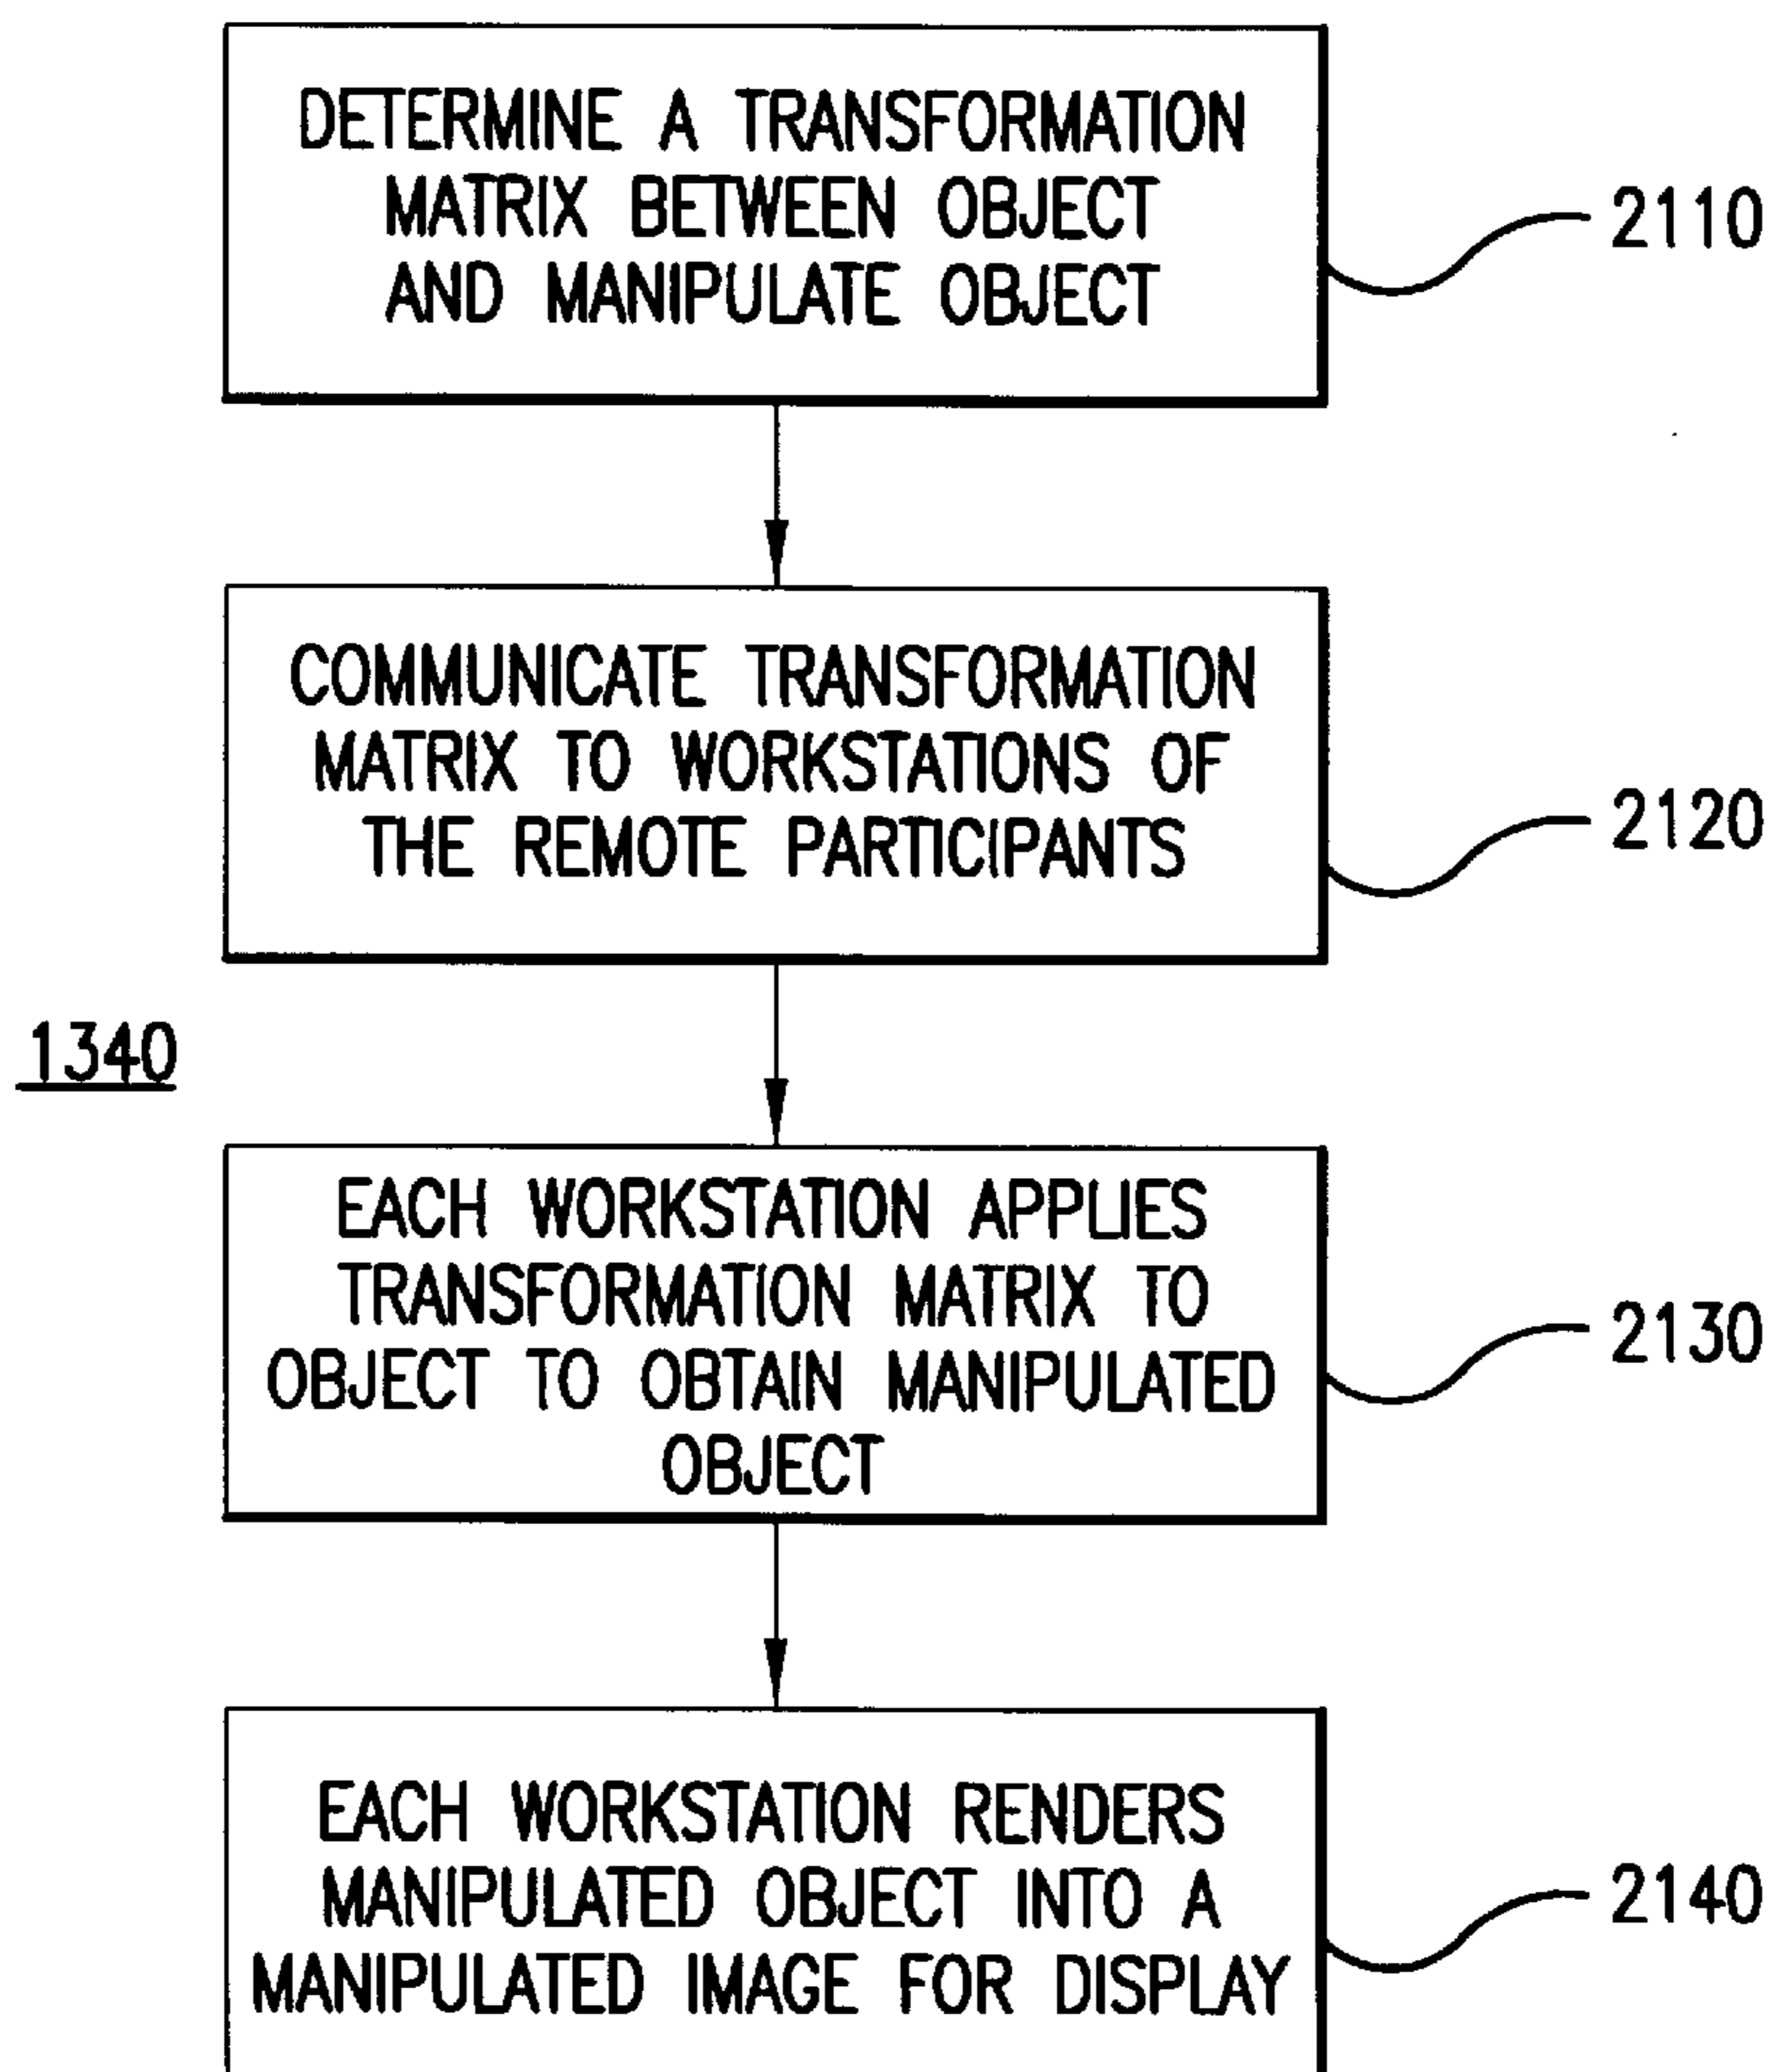 DETERMINE A TRANSFORMATION
MATRIX BETWEEN OBJECT
AND MANIPULATE OBJECT
2110
COMMUNICATE TRANSFORMATION
MATRIX TO WORKSTATIONS OF
THE REMOTE PARTICIPANTS
2120
1340
EACH WORKSTATION APPLIES
TRANSFORMATION MATRIX TO
OBJECT TO OBTAIN MANIPULATED
OBJECT
2130
EACH WORKSTATION RENDERS
MANIPULATED OBJECT INTO A
MANIPULATED IMAGE FOR DISPLAY
2140